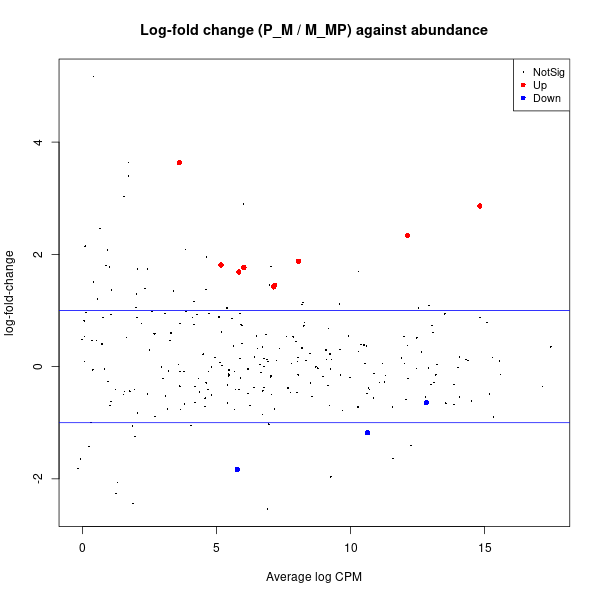 Log-fold change (P_M / M_MP) against abundance
NotSig
Up
Down
log-fold-change
4
2
0
-2
0 5 10 15
Average log CPM